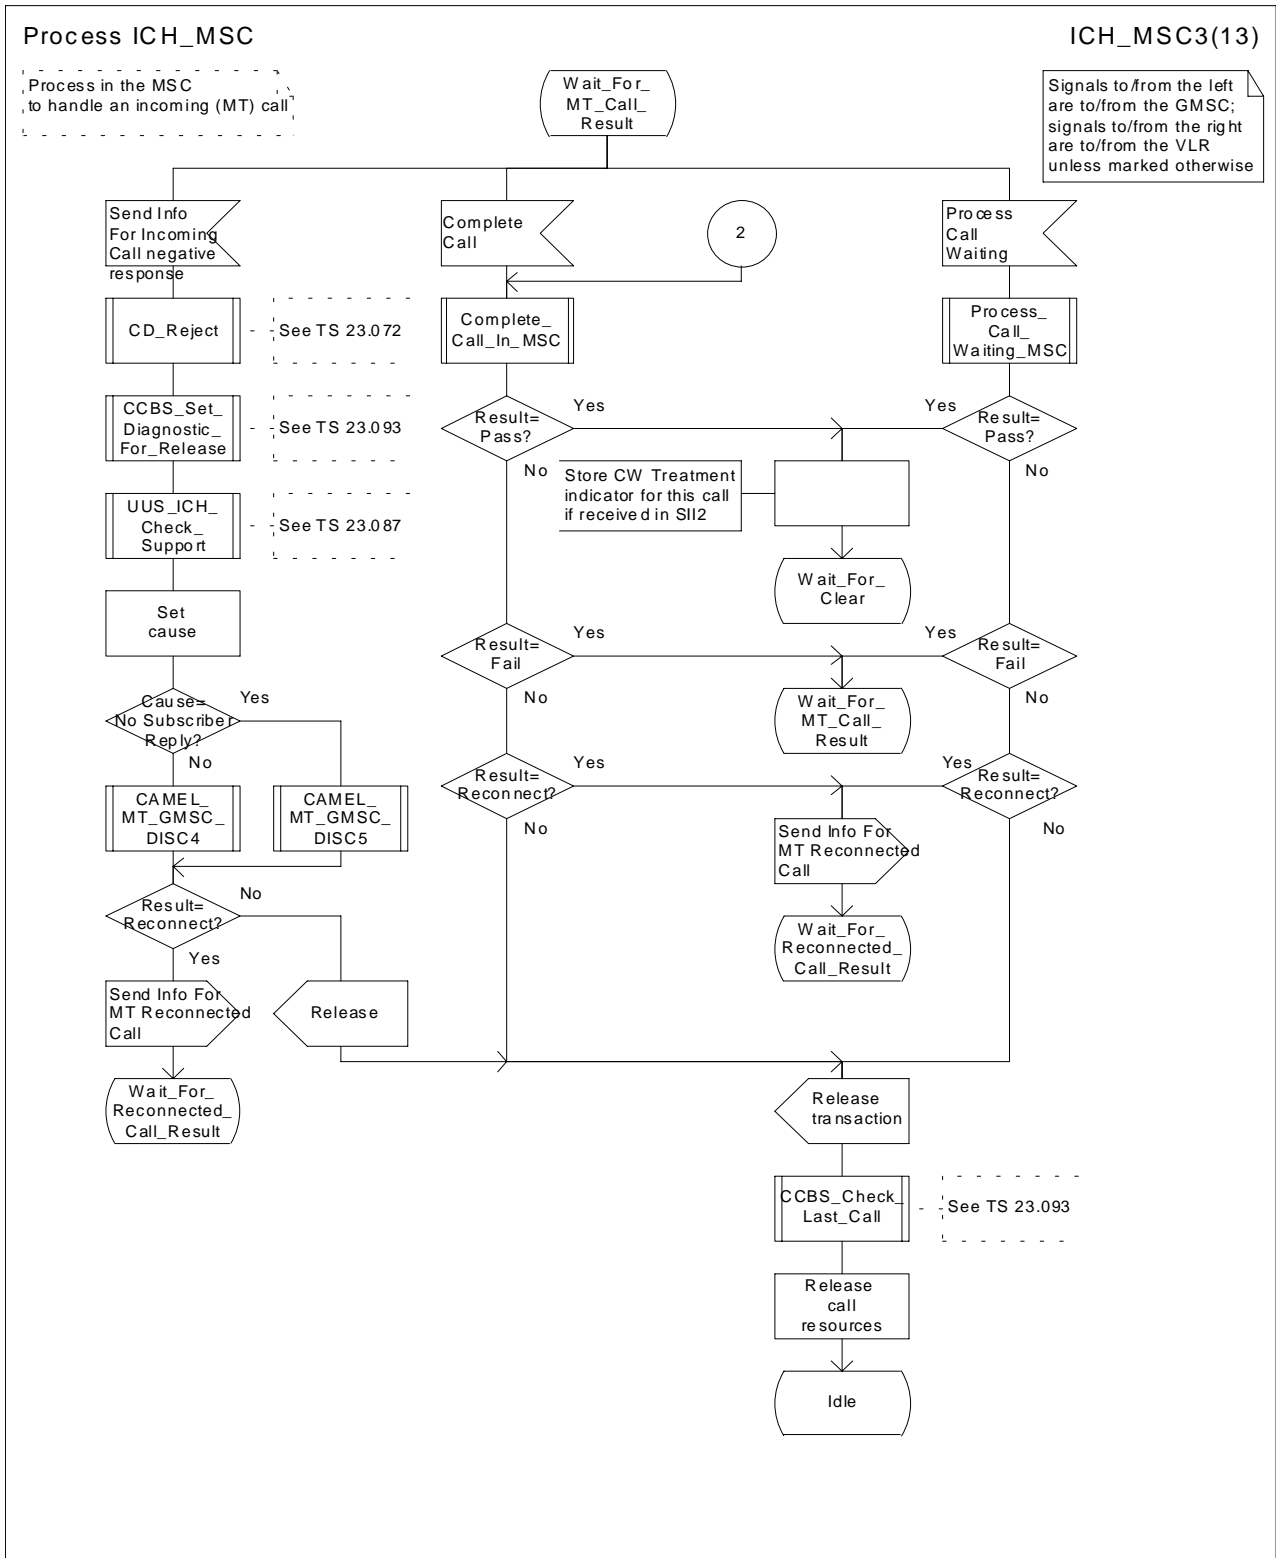 Process ICH_MSC
ICH_MSC3(13)
Process in the MSC
to handle an incoming (MT) call
Wait_For_
MT_Call_
Result
Signals to/from the left
are to/from the GMSC;
signals to/from the right
are to/from the VLR
unless marked otherwise
Send Info
For Incoming
Call negative
response
Complete
Call
2
Process
Call
Waiting
CD_Reject
See TS 23.072
Complete_
Call_In_MSC
Process_
Call_
Waiting_MSC
CCBS_Set_
Diagnostic_
For_Release
See TS 23.093
Result=
Pass?
Yes
No
Yes
Result=
Pass?
No
Store CW Treatment
indicator for this call
if received in SII2
UUS_ICH_
Check_
Support
See TS 23.087
Wait_For_
Clear
Set
cause
Result=
Fail
Yes
No
Yes
Result=
Fail
No
Cause=
No Subscriber
Reply?
Yes
No
Wait_For_
MT_Call_
Result
Result=
Reconnect?
Yes
No
Yes
Result=
Reconnect?
No
CAMEL_
MT_GMSC_
DISC4
CAMEL_
MT_GMSC_
DISC5
Send Info For
MT Reconnected
Call
Result=
Reconnect?
No
Yes
Wait_For_
Reconnected_
Call_Result
Send Info For
MT Reconnected
Call
Release
Wait_For_
Reconnected_
Call_Result
Release
transaction
CCBS_Check_
Last_Call
See TS 23.093
Release
call
resources
Idle